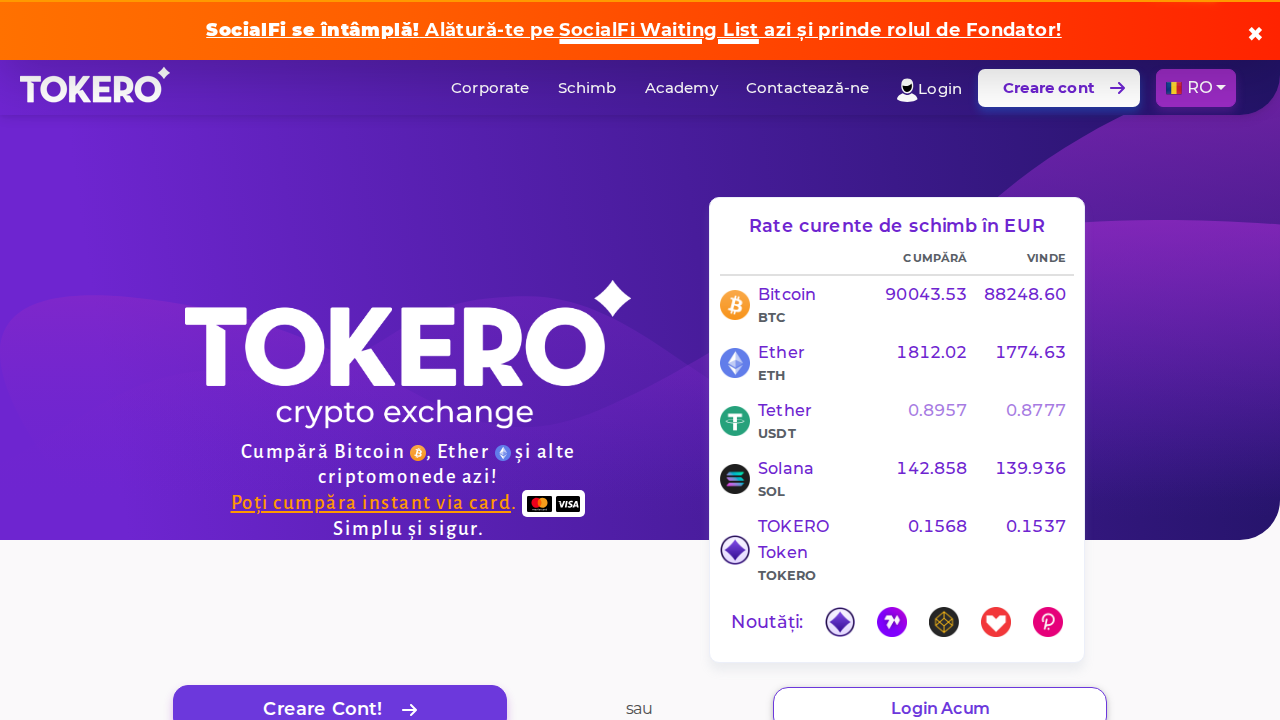 SocialFi se întâmplă! Alătură-te pe SocialFi Waiting List azi și prinde rolul de Fondator!
✖
TOKERO
Corporate
Schimb
Academy
Contactează-ne
Login
Creare cont
RO
TOKERO
crypto exchange
Cumpără Bitcoin , Ether și alte
criptomonede azi!
Poți cumpăra instant via card. VISA
Simplu și sigur.
Rate curente de schimb în EUR
CUMPĂRĂ VINDE
Bitcoin 90043.53 88248.60
BTC
Ether 1812.02 1774.63
ETH
Tether 0.8957 0.8777
USDT
Solana 142.858 139.936
SOL
TOKERO 0.1568 0.1537
Token
TOKERO
Noutăți:
Creare Cont!
sau
Login Acum